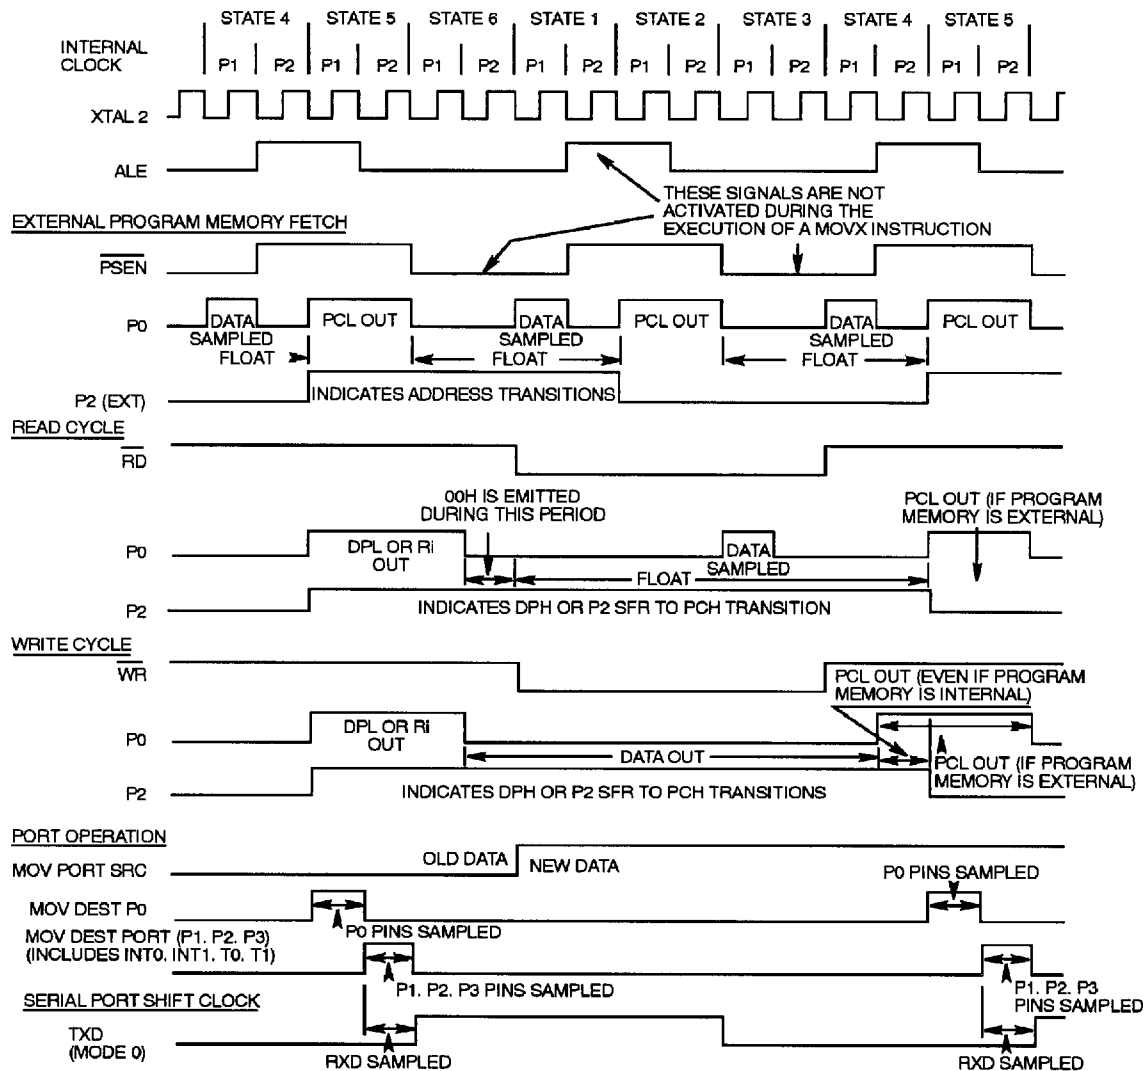 STATE 4 STATE 5 STATE 6 STATE 1 STATE 2 STATE 3 STATE 4 STATE 5
INTERNAL
CLOCK
P1 P2 P1 P2 P1 P2 P1 P2 P1 P2 P1 P2 P1 P2 P1 P2
XTAL 2
ALE
THESE SIGNALS ARE NOT
ACTIVATED DURING THE
EXECUTION OF A MOVX INSTRUCTION
EXTERNAL PROGRAM MEMORY FETCH
PSEN
P0
DATA PCL OUT DATA PCL OUT DATA PCL OUT
SAMPLED SAMPLED SAMPLED
FLOAT FLOAT FLOAT
P2 (EXT)
INDICATES ADDRESS TRANSITIONS
READ CYCLE
RD
00H IS EMITTED
DURING THIS PERIOD
PCL OUT (IF PROGRAM
MEMORY IS EXTERNAL)
P0
DPL OR Ri
OUT
DATA
SAMPLED
FLOAT
P2
INDICATES DPH OR P2 SFR TO PCH TRANSITION
WRITE CYCLE
WR
PCL OUT (EVEN IF PROGRAM
MEMORY IS INTERNAL)
P0
DPL OR Ri
OUT
DATA OUT
PCL OUT (IF PROGRAM
MEMORY IS EXTERNAL)
P2
INDICATES DPH OR P2 SFR TO PCH TRANSITIONS
PORT OPERATION
MOV PORT SRC
OLD DATA NEW DATA
P0 PINS SAMPLED
MOV DEST P0
P0 PINS SAMPLED
MOV DEST PORT (P1. P2. P3)
(INCLUDES INT0. INT1. T0. T1)
P1. P2. P3 PINS SAMPLED
P1. P2. P3
PINS SAMPLED
SERIAL PORT SHIFT CLOCK
TXD
(MODE 0)
RXD SAMPLED RXD SAMPLED